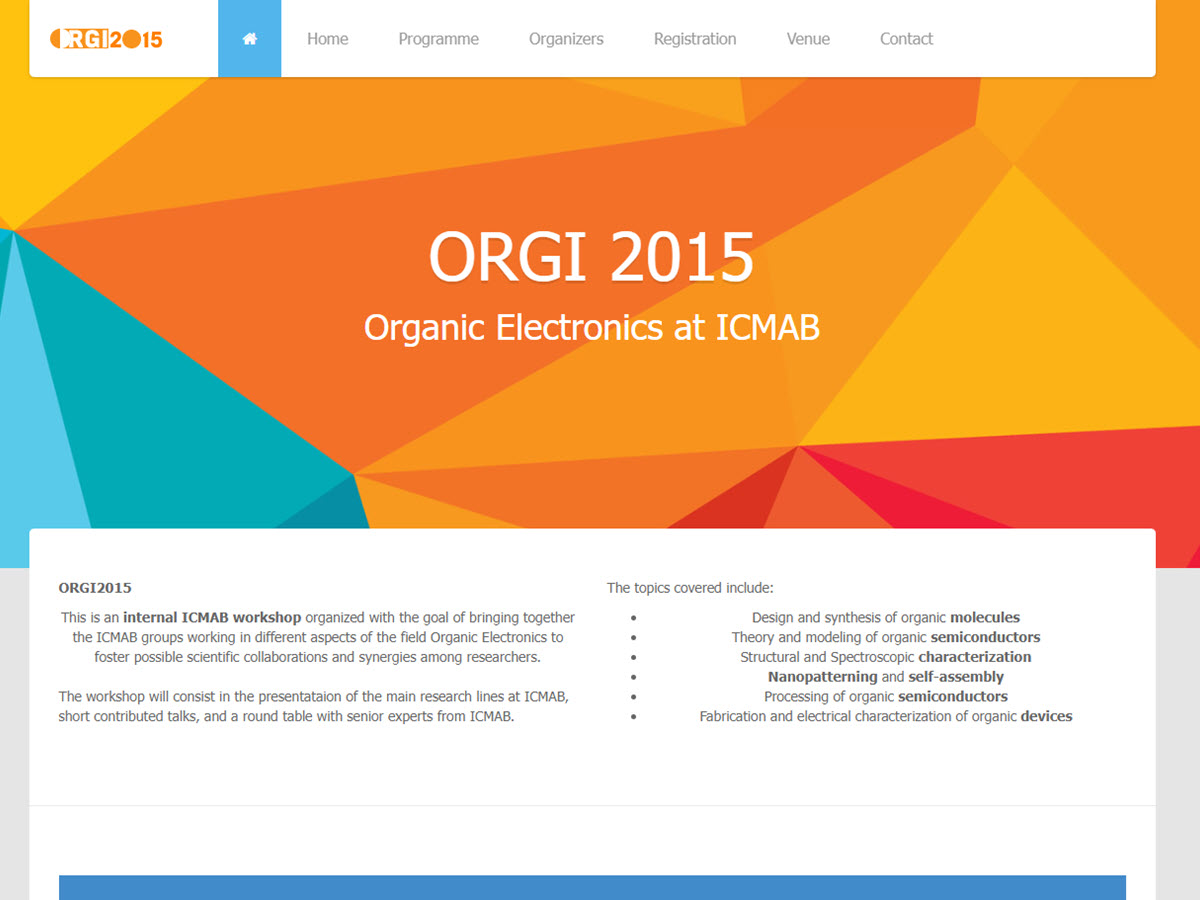 ORGI2015
Home
Programme
Organizers
Registration
Venue
Contact
ORGI 2015
Organic Electronics at ICMAB
ORGI2015
This is an internal ICMAB workshop organized with the goal of bringing together
the ICMAB groups working in different aspects of the field Organic Electronics to
foster possible scientific collaborations and synergies among researchers.
The workshop will consist in the presentataion of the main research lines at ICMAB,
short contributed talks, and a round table with senior experts from ICMAB.
The topics covered include:
Design and synthesis of organic molecules
Theory and modeling of organic semiconductors
Structural and Spectroscopic characterization
Nanopatterning and self-assembly
Processing of organic semiconductors
Fabrication and electrical characterization of organic devices